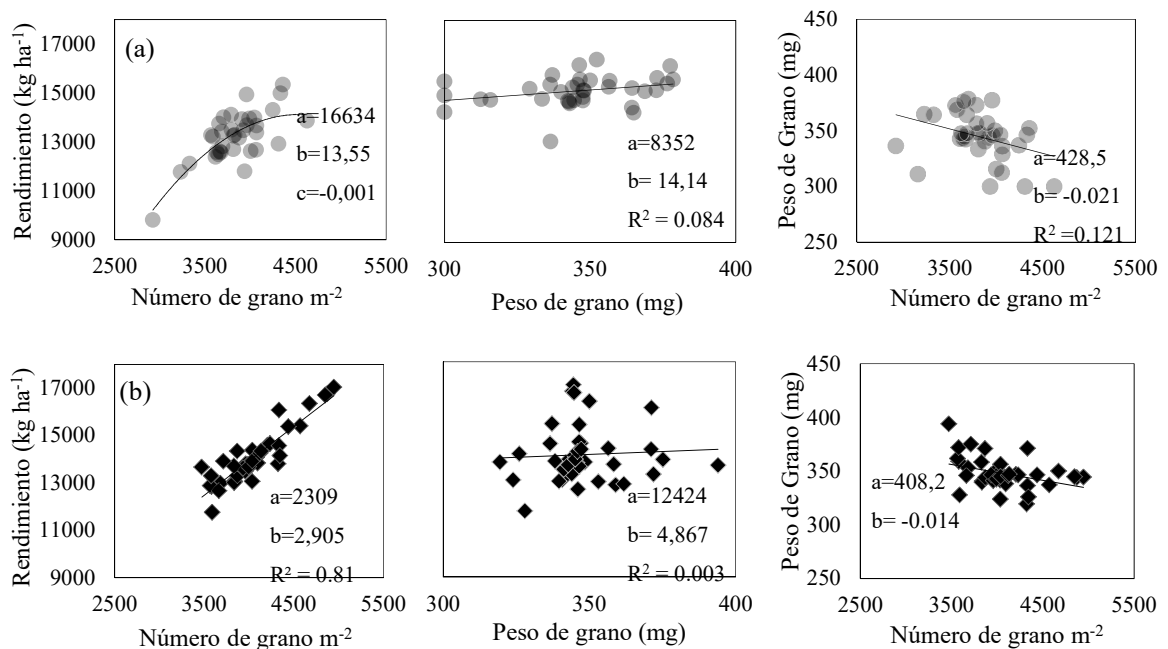 Rendimiento (kg ha⁻¹)
17000
15000
13000
11000
9000
(a)
a=16634
b=13,55
c=-0,001
2500 3500 4500 5500
Número de grano m⁻²
a=8352
b= 14,14
R² = 0.084
300 350 400
Peso de grano (mg)
Peso de Grano (mg)
450
400
350
300
250
a=428,5
b= -0.021
R² =0.121
2500 3500 4500 5500
Número de grano m⁻²
Rendimiento (kg ha⁻¹)
17000
15000
13000
11000
9000
(b)
a=2309
b=2,905
R² = 0.81
2500 3500 4500 5500
Número de grano m⁻²
a=12424
b= 4,867
R² = 0.003
300 350 400
Peso de grano (mg)
Peso de Grano (mg)
450
400
350
300
250
a=408,2
b= -0.014
2500 3500 4500 5500
Número de grano m⁻²